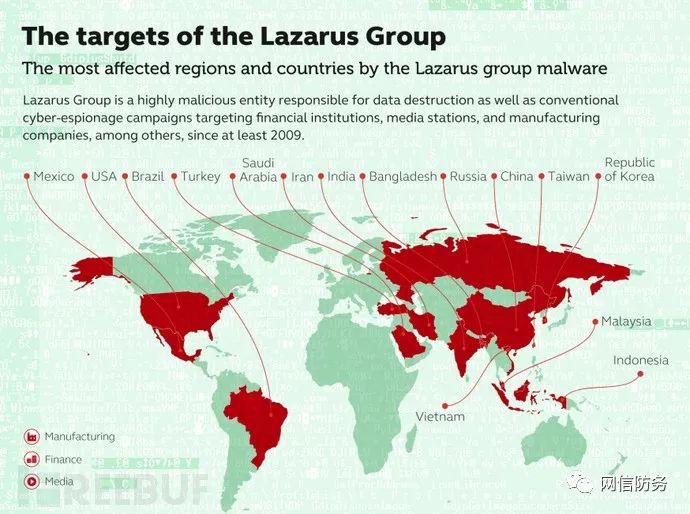 The targets of the Lazarus Group
The most affected regions and countries by the Lazarus group malware
Lazarus Group is a highly malicious entity responsible for data destruction as well as conventional
cyber-espionage campaigns targeting financial institutions, media stations, and manufacturing
companies, among others, since at least 2009.
Mexico
USA
Brazil
Turkey
Saudi
Arabia
Iran
India
Bangladesh
Russia
China
Taiwan
Republic
of Korea
Malaysia
Indonesia
Vietnam
Manufacturing
Finance
Media
REEBUF
网信防务